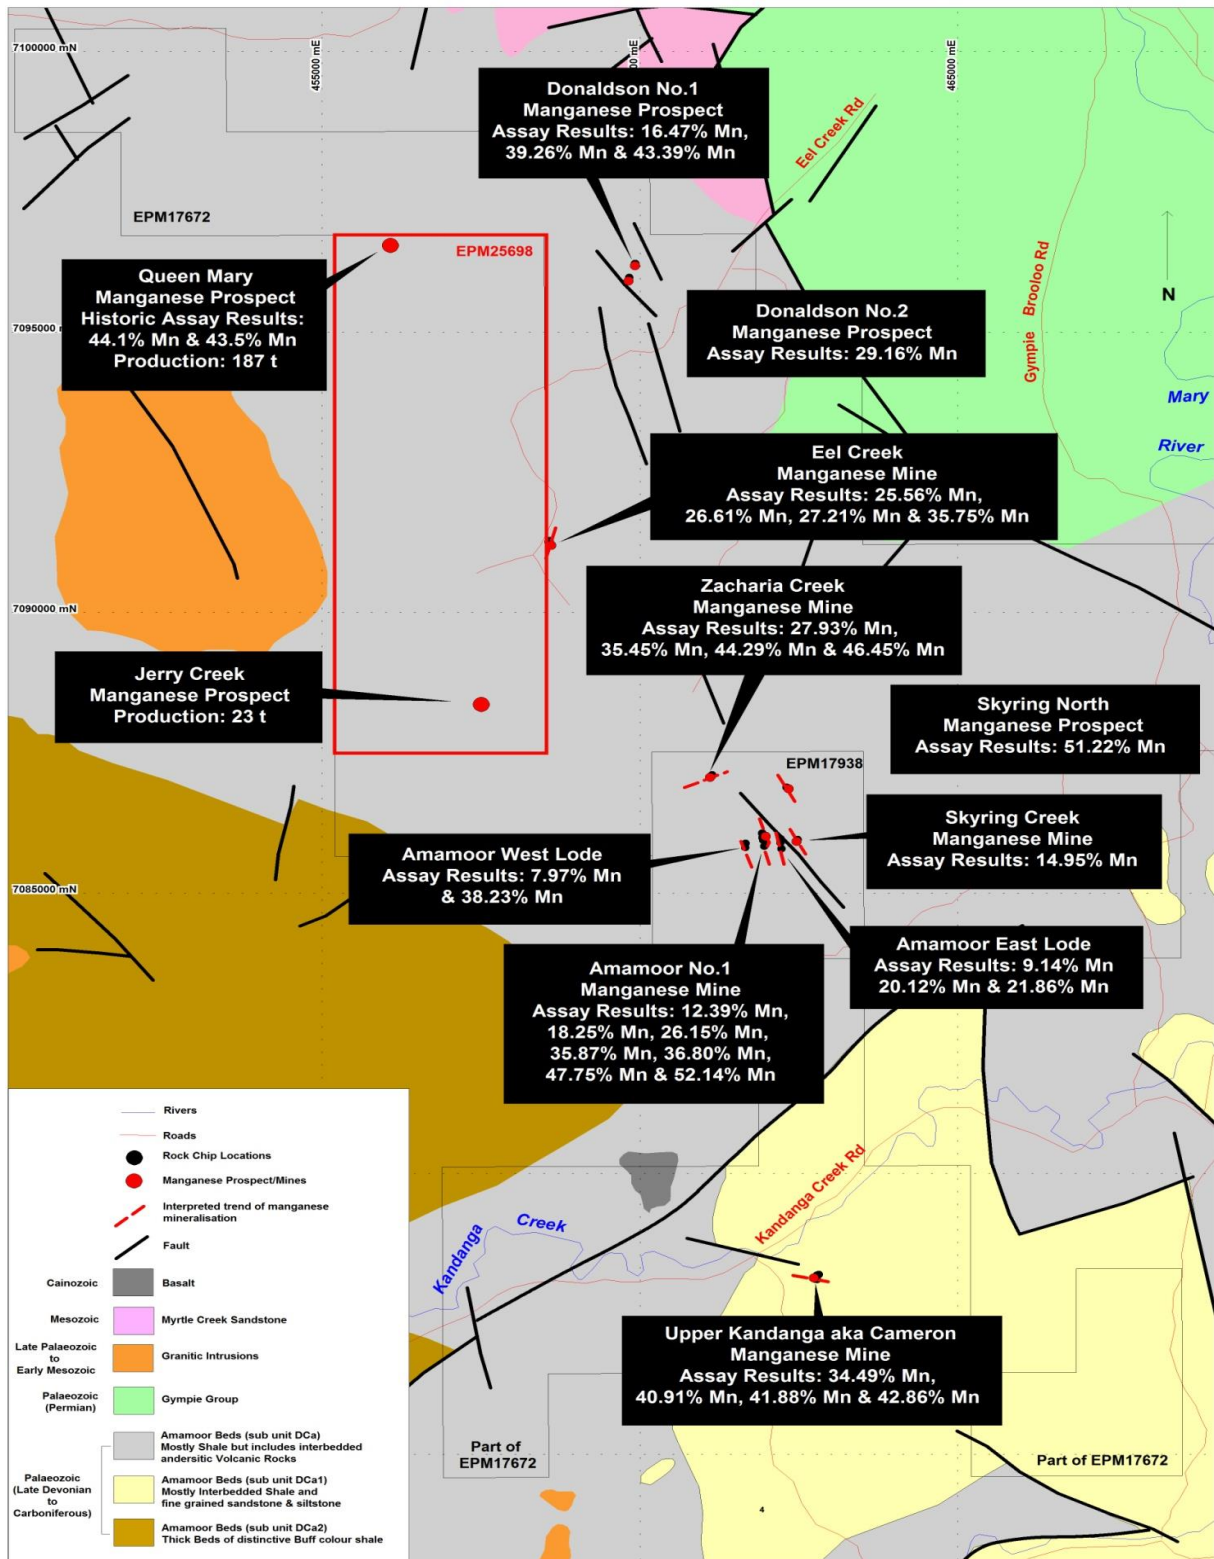 7100000 mN
455000 mE
mE
465000 mE
Donaldson No.1
Manganese Prospect
Assay Results: 16.47% Mn,
39.26% Mn & 43.39% Mn
Eel Creek Rd
EPM17672
EPM25698
Gympie Brooloo Rd
N
Queen Mary
Manganese Prospect
Historic Assay Results:
44.1% Mn & 43.5% Mn
Production: 187 t
7095000
Donaldson No.2
Manganese Prospect
Assay Results: 29.16% Mn
Mary
River
Eel Creek
Manganese Mine
Assay Results: 25.56% Mn,
26.61% Mn, 27.21% Mn & 35.75% Mn
Zacharia Creek
Manganese Mine
Assay Results: 27.93% Mn,
35.45% Mn, 44.29% Mn & 46.45% Mn
7090000 mN
Jerry Creek
Manganese Prospect
Production: 23 t
Skyring North
Manganese Prospect
Assay Results: 51.22% Mn
EPM17938
Skyring Creek
Manganese Mine
Assay Results: 14.95% Mn
Amamoor West Lode
Assay Results: 7.97% Mn
& 38.23% Mn
7085000 mN
Amamoor East Lode
Assay Results: 9.14% Mn
20.12% Mn & 21.86% Mn
Amamoor No.1
Manganese Mine
Assay Results: 12.39% Mn,
18.25% Mn, 26.15% Mn,
35.87% Mn, 36.80% Mn,
47.75% Mn & 52.14% Mn
Kandanga Creek Rd
Kandanga Creek
Upper Kandanga aka Cameron
Manganese Mine
Assay Results: 34.49% Mn,
40.91% Mn, 41.88% Mn & 42.86% Mn
Part of
EPM17672
Part of EPM17672
4
Rivers
Roads
Rock Chip Locations
Manganese Prospect/Mines
Interpreted trend of manganese
mineralisation
Fault
Cainozoic
Basalt
Mesozoic
Myrtle Creek Sandstone
Late Palaeozoic
to
Early Mesozoic
Granitic Intrusions
Palaeozoic
(Permian)
Gympie Group
Amamoor Beds (sub unit DCa)
Mostly Shale but includes interbedded
andersitic Volcanic Rocks
Palaeozoic
(Late Devonian
to
Carboniferous)
Amamoor Beds (sub unit DCa1)
Mostly Interbedded Shale and
fine grained sandstone & siltstone
Amamoor Beds (sub unit DCa2)
Thick Beds of distinctive Buff colour shale